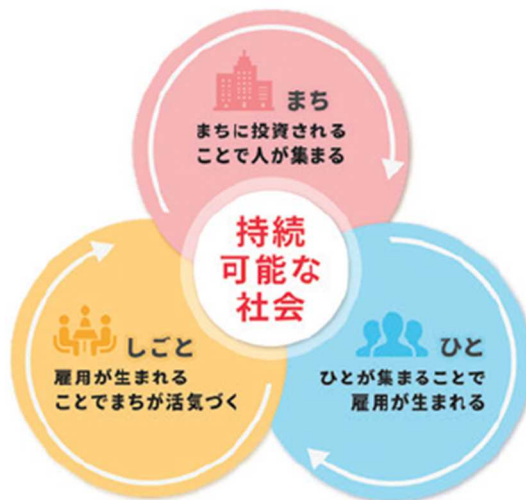 まち
まちに投資される
ことで人が集まる
持続
可能な
社会
しごと
雇用が生まれる
ことでまちが活気づく
ひと
ひとが集まることで
雇用が生まれる